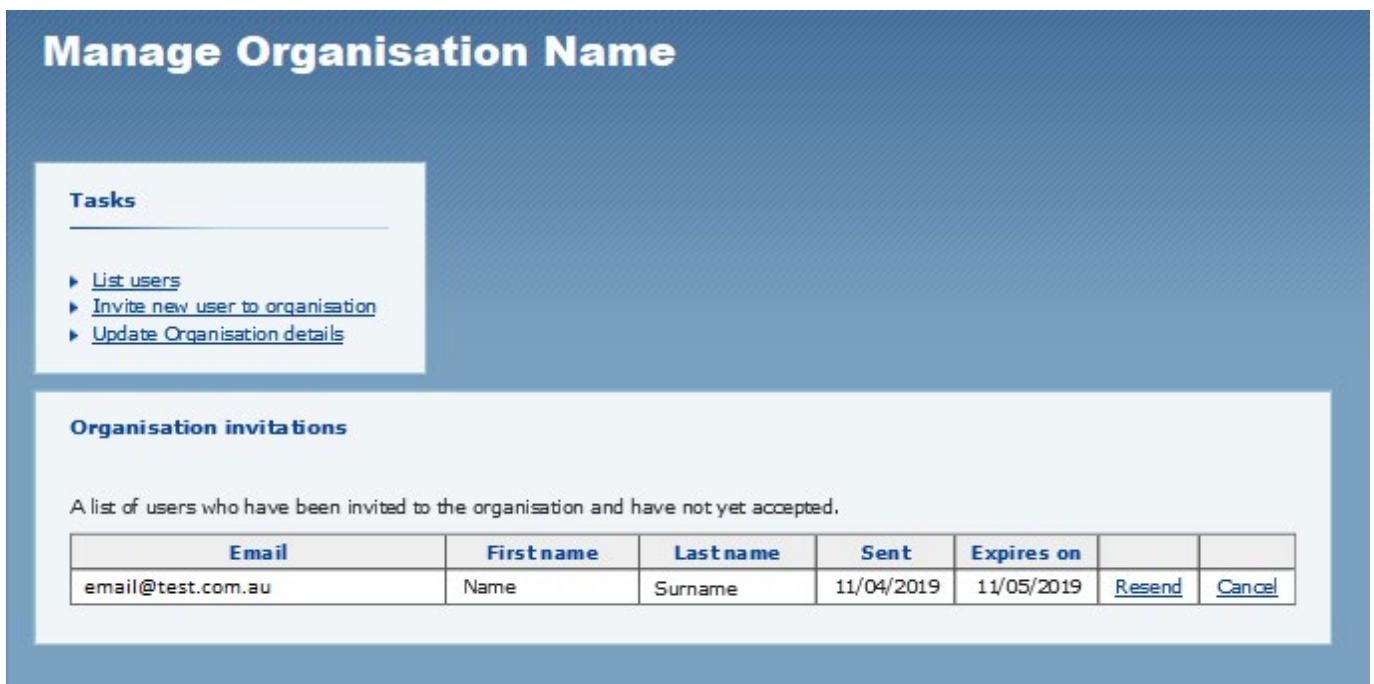 Manage Organisation Name
Tasks
List users
Invite new user to organisation
Update Organisation details
Organisation invitations
A list of users who have been invited to the organisation and have not yet accepted.
Email First name Last name Sent Expires on
email@test.com.au Name Surname 11/04/2019 11/05/2019 Resend Cancel